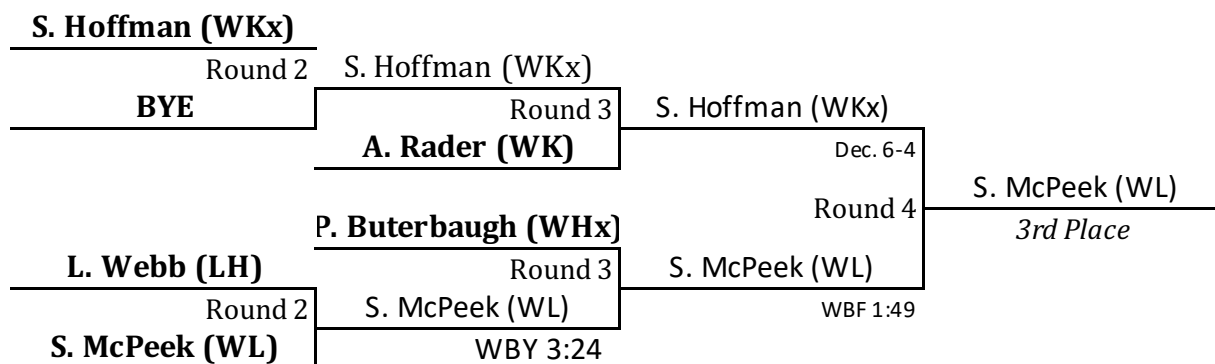 S. Hoffman (WKx)
Round 2
S. Hoffman (WKx)
BYE
Round 3
S. Hoffman (WKx)
A. Rader (WK)
Dec. 6-4
S. McPeek (WL)
Round 4
3rd Place
P. Buterbaugh (WHx)
L. Webb (LH)
Round 3
S. McPeek (WL)
Round 2
S. McPeek (WL)
WBF 1:49
S. McPeek (WL)
WBY 3:24